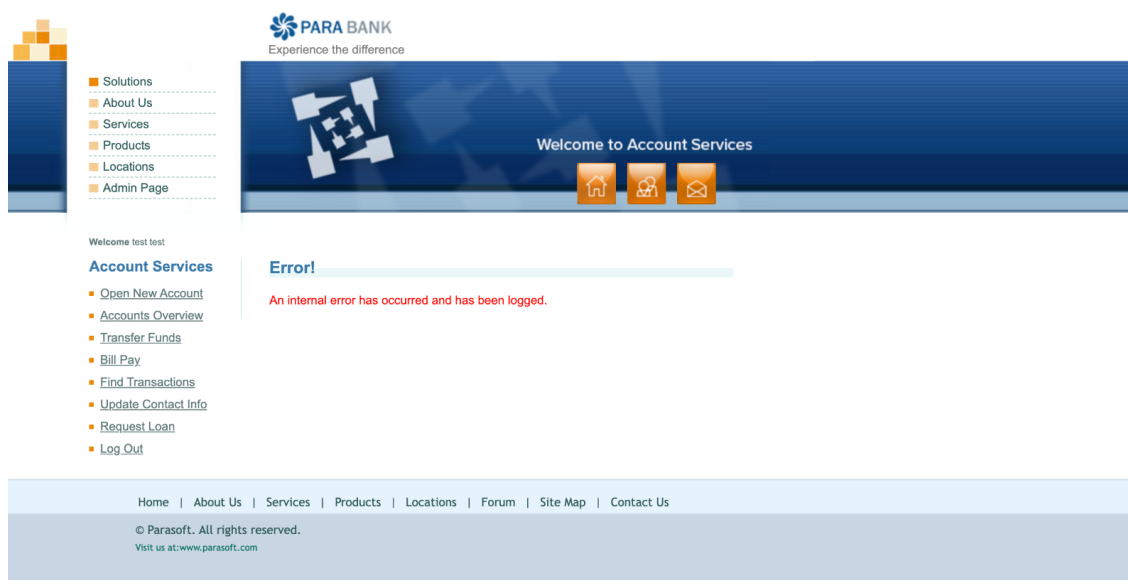 PARA BANK
Experience the difference
Solutions
About Us
Services
Products
Locations
Admin Page
Welcome to Account Services
Welcome test test
Account Services
Open New Account
Accounts Overview
Transfer Funds
Bill Pay
Find Transactions
Update Contact Info
Request Loan
Log Out
Error!
An internal error has occurred and has been logged.
Home | About Us | Services | Products | Locations | Forum | Site Map | Contact Us
© Parasoft. All rights reserved.
Visit us at:www.parasoft.com